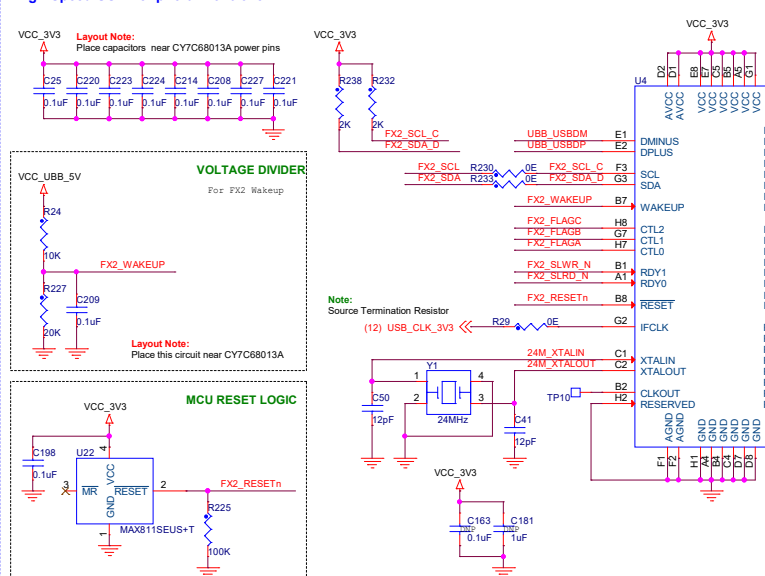 VCC_3V3
Layout Note:
Place capacitors near CY7C68013A power pins
C25
0.1uF
C220
0.1uF
C223
0.1uF
C224
0.1uF
C214
0.1uF
C208
0.1uF
C227
0.1uF
C221
0.1uF
VCC_3V3
R238
2K
R232
2K
FX2_SCL_C
FX2_SDA_D
FX2_SCL
R230
0E
FX2_SCL_C
FX2_SDA
R233
0E
FX2_SDA_D
VCC_3V3
U4
D2
D1
E8
E7
C5
B5
A5
G1
AVCC
AVCC
VCC
VCC
VCC
VCC
VCC
VCC
UBB_USBDM
E1
DMINUS
UBB_USBDP
E2
DPLUS
F3
SCL
G3
SDA
FX2_WAKEUP
B7
WAKEUP
FX2_FLAGC
H8
CTL2
FX2_FLAGB
G7
CTL1
FX2_FLAGA
H7
CTL0
FX2_SLWR_N
B1
RDY1
FX2_SLRD_N
A1
RDY0
FX2_RESETn
B8
RESET
G2
IFCLK
Note:
Source Termination Resistor
(12) USB_CLK_3V3
R29
0E
24M_XTALIN
C1
XTALIN
24M_XTALOUT
C2
XTALOUT
TP10
B2
CLKOUT
H2
RESERVED
AGND
AGND
GND
GND
GND
GND
GND
GND
F1
F2
H1
A4
B4
C4
D7
D8
Y1
1
4
2
3
24MHz
C50
12pF
C41
12pF
VCC_3V3
C163
DNP
0.1uF
C181
DNP
1uF
VOLTAGE DIVIDER
For FX2 Wakeup
VCC_UBB_5V
R24
10K
FX2_WAKEUP
R227
20K
C209
0.1uF
Layout Note:
Place this circuit near CY7C68013A
MCU RESET LOGIC
VCC_3V3
C198
0.1uF
U22
4
VCC
3
MR
RESET
2
GND
1
MAX811SEUS+T
FX2_RESETn
R225
100K